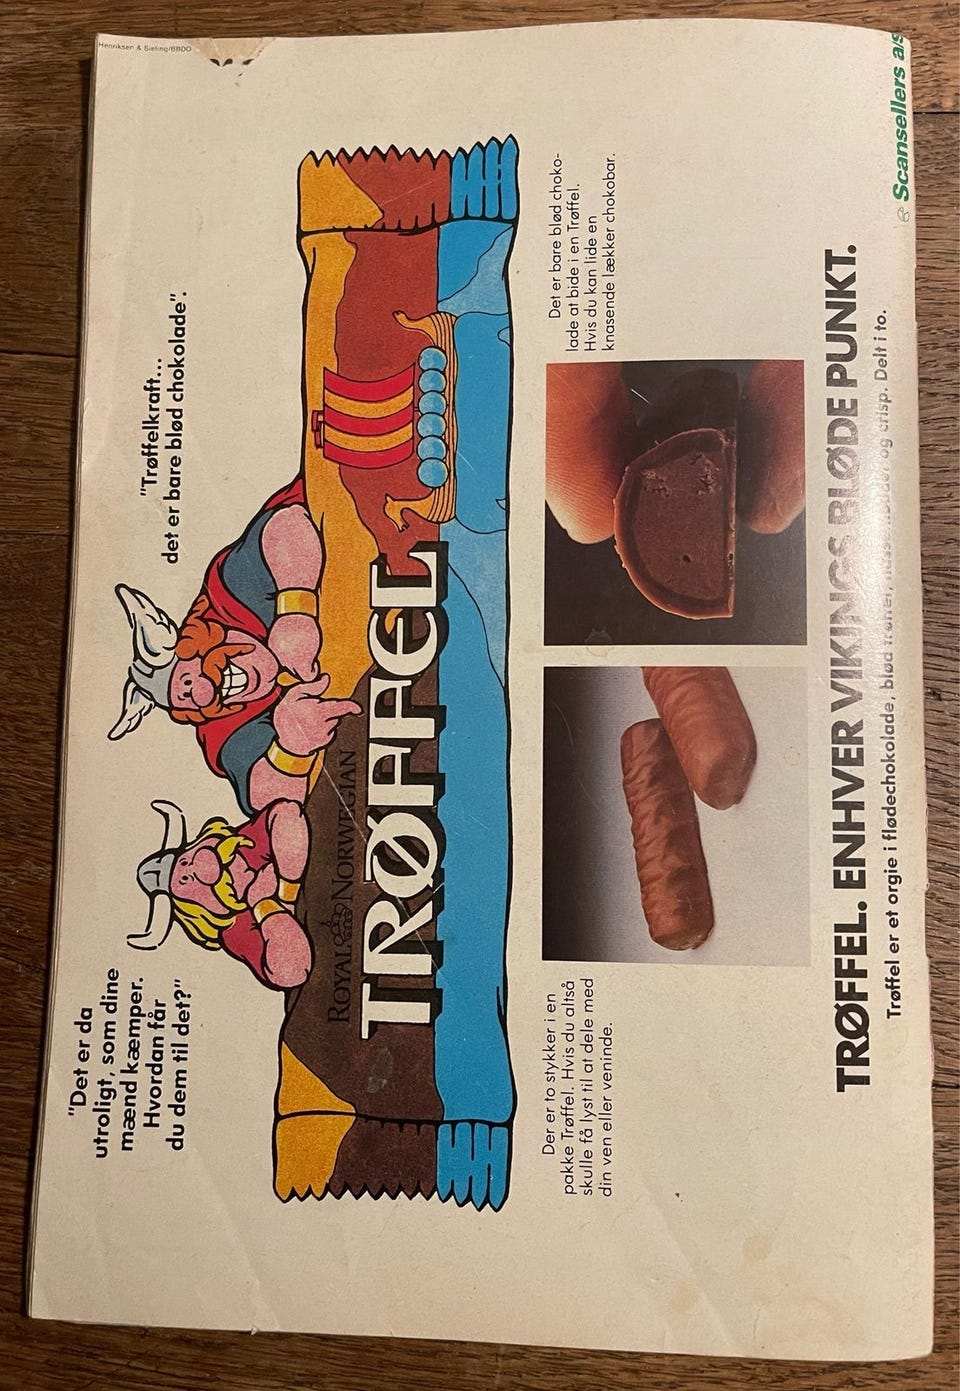 Henriksen & Sieling/BBDO
"Det er da
utroligt, som dine
mænd kæmper.
Hvordan får
du dem til det?"
"Trøffelkraft...
det er bare blød chokolade".
ROYAL NORWEGIAN
TRØFFEL
Der er to stykker i en
pakke Trøffel. Hvis du altså
skulle få lyst til at dele med
din ven eller veninde.
Det er bare blød choko-
lade at bide i en Trøffel.
Hvis du kan lide en
knasende lækker chokobar.
TRØFFEL. ENHVER VIKINGS BLØDE PUNKT.
Trøffel er et orgie i flødechokolade, blød trøffel, og crisp. Delt i to.
Scansellers a/s